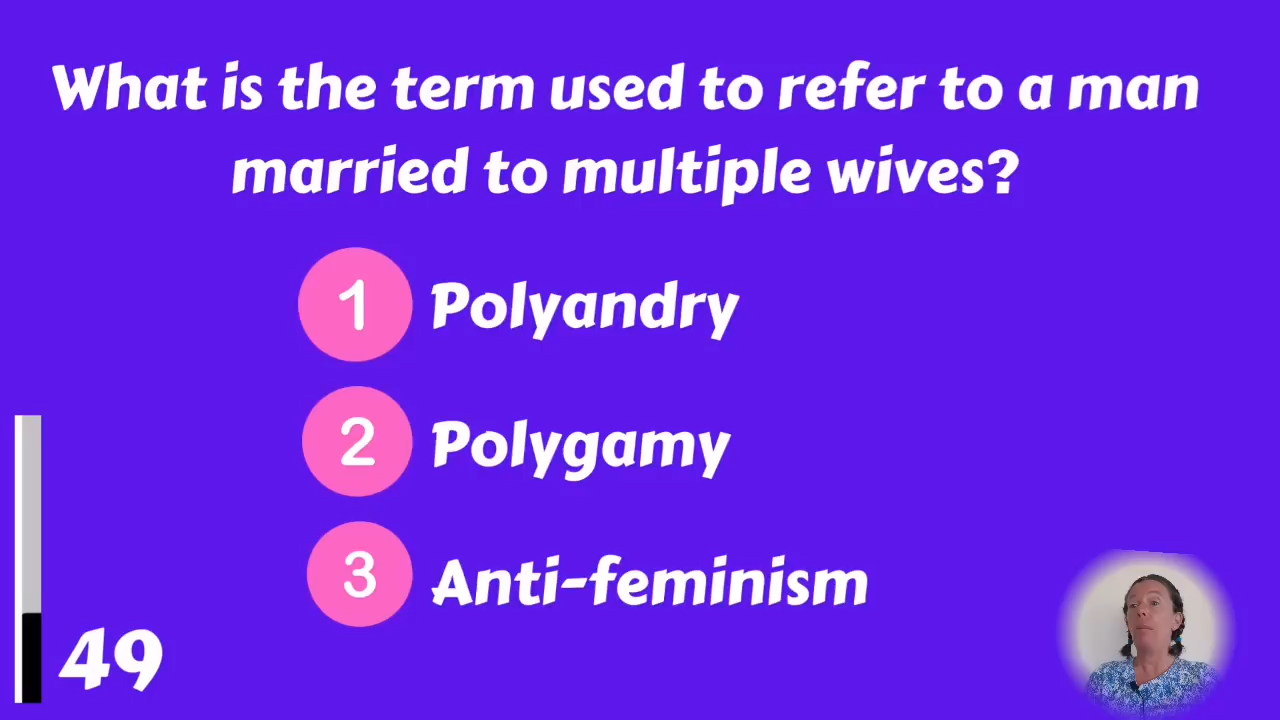 What is the term used to refer to a man
married to multiple wives?
1 Polyandry
2 Polygamy
3 Anti-feminism
49